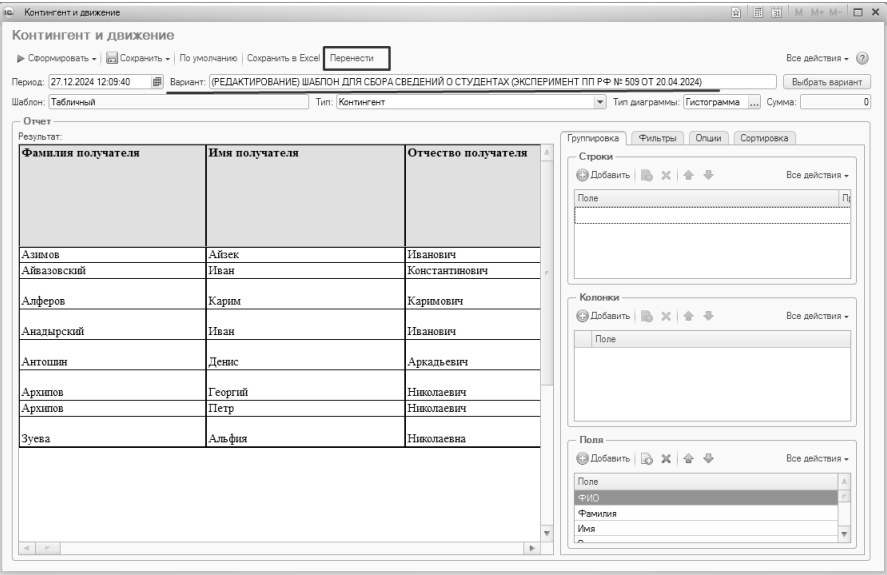 1С. Контингент и движение M M+ M-
Контингент и движение
Сформировать Сохранить По умолчанию Сохранить в Excel Перенести Все действия (?)
Период: 27.12.2024 12:09:40 Вариант: (РЕДАКТИРОВАНИЕ) ШАБЛОН ДЛЯ СБОРА СВЕДЕНИЙ О СТУДЕНТАХ (ЭКСПЕРИМЕНТ ПП РФ № 509 ОТ 20.04.2024) Выбрать вариант
Шаблон: Табличный Тип: Контингент Тип диаграммы: Гистограмма ... Сумма: 0
Отчет
Результат:
Фамилия получателя Имя получателя Отчество получателя
Азимов Айзек Иванович
Айвазовский Иван Константинович
Алферов Карим Каримович
Анадырский Иван Иванович
Антошин Денис Аркадьевич
Архипов Георгий Николаевич
Архипов Петр Николаевич
Зуева Альфия Николаевна
Группировка Фильтры Опции Сортировка
Строки
Добавить Все действия
Поле
Колонки
Добавить Все действия
Поле
Поля
Добавить Все действия
Поле
ФИО
Фамилия
Имя